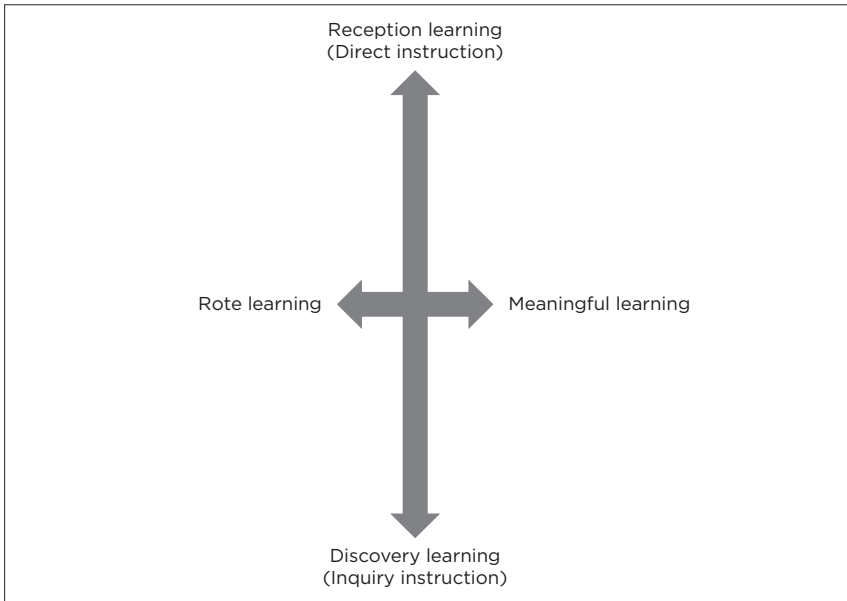 Reception learning
(Direct instruction)
Rote learning
Meaningful learning
Discovery learning
(Inquiry instruction)